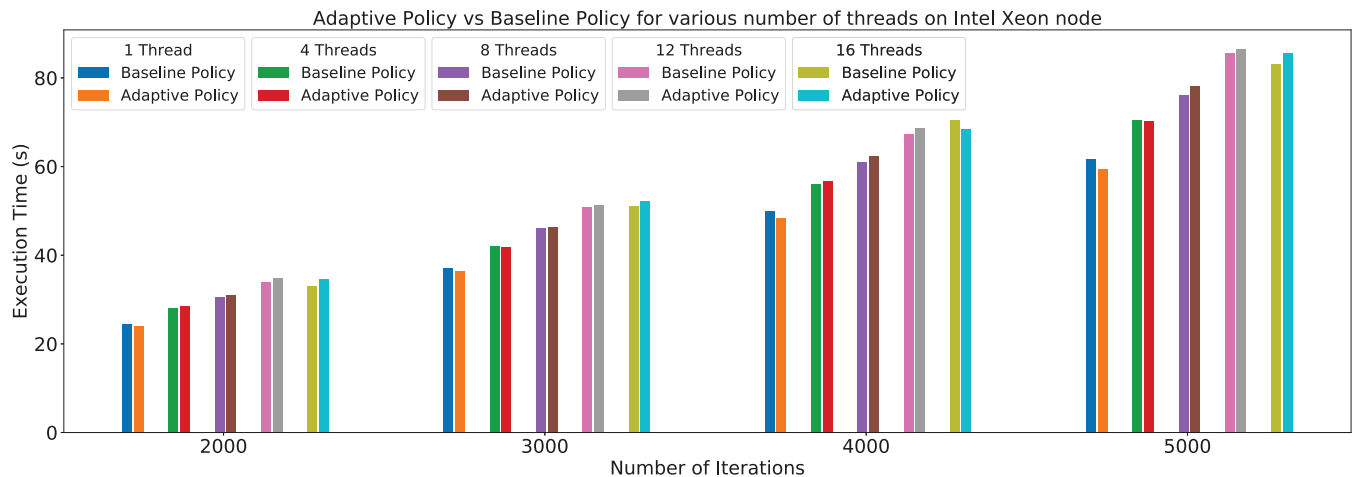 Adaptive Policy vs Baseline Policy for various number of threads on Intel Xeon node
1 Thread
Baseline Policy
Adaptive Policy
4 Threads
Baseline Policy
Adaptive Policy
8 Threads
Baseline Policy
Adaptive Policy
12 Threads
Baseline Policy
Adaptive Policy
16 Threads
Baseline Policy
Adaptive Policy
Execution Time (s)
80
60
40
20
0
2000 3000 4000 5000
Number of Iterations